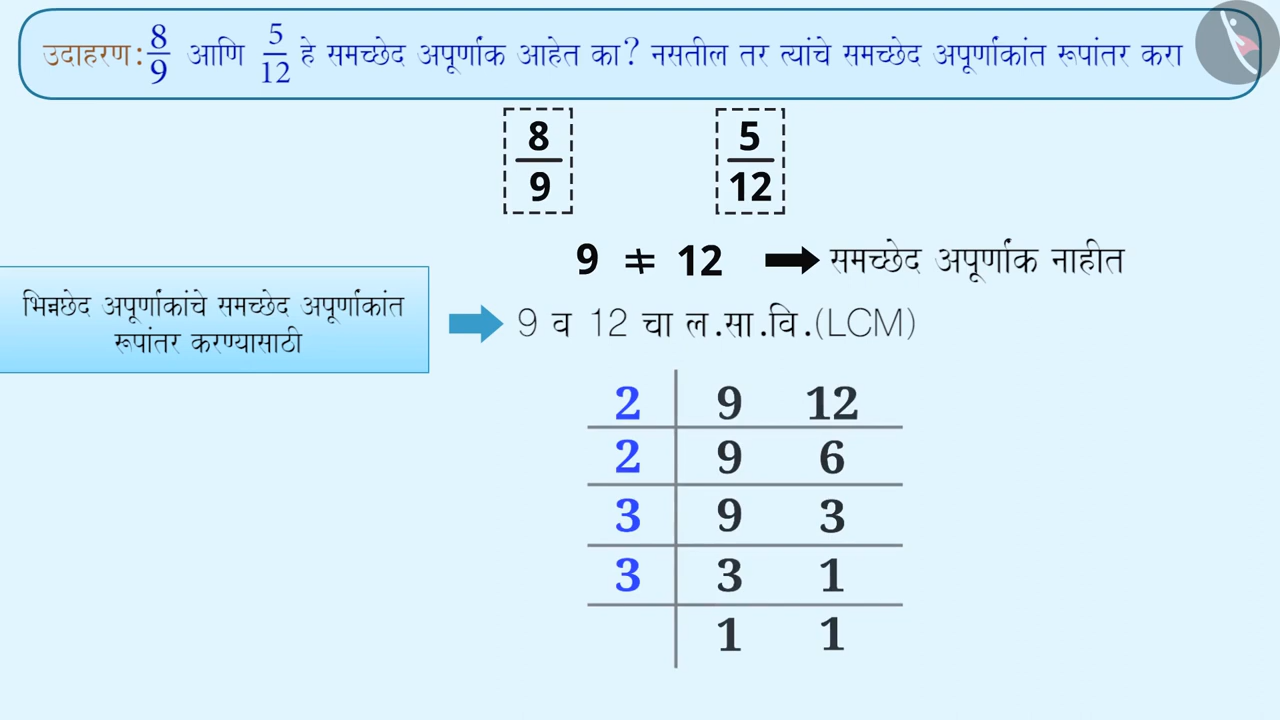 उदाहरण: 8/9 आणि 5/12 हे समच्छेद अपूर्णांक आहेत का? नसतील तर त्यांचे समच्छेद अपूर्णांकांत रूपांतर करा
8/9 5/12
9 ≠ 12 ➡ समच्छेद अपूर्णांक नाहीत
भिन्नछेद अपूर्णांकांचे समच्छेद अपूर्णांकांत
रूपांतर करण्यासाठी
➡ 9 व 12 चा ल.सा.वि.(LCM)
2 9 12
2 9 6
3 9 3
3 3 1
1 1